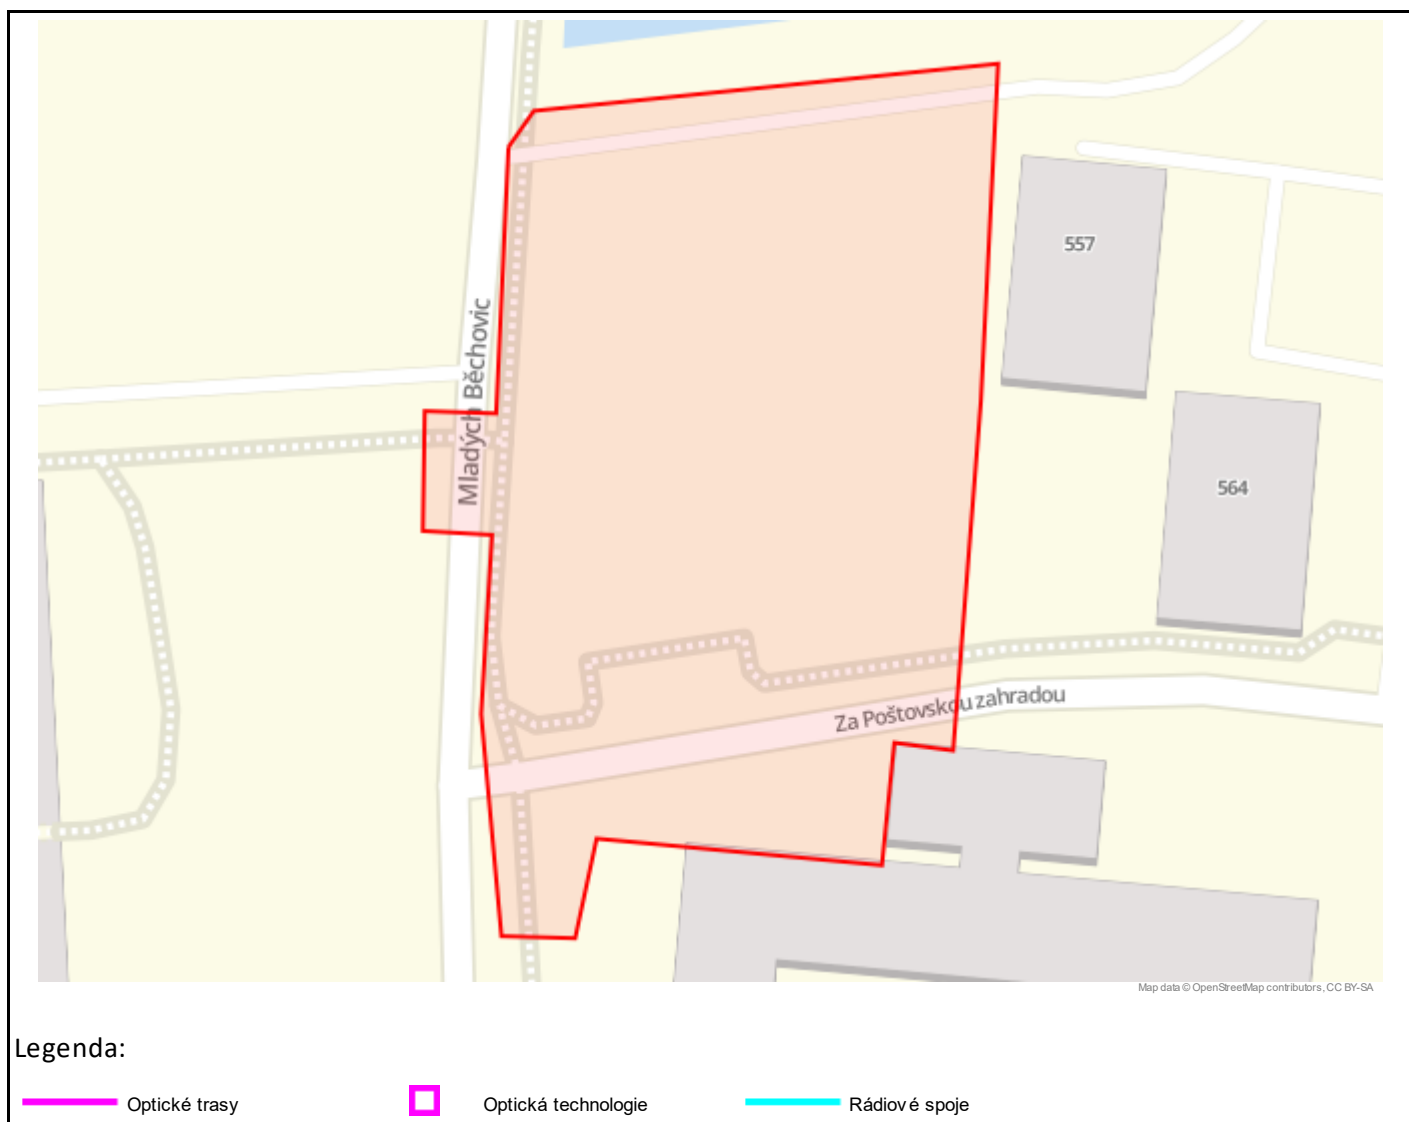 557
Mladých Běchovic
564
Za Poštovskou zahradou
Map data © OpenStreetMap contributors, CC BY-SA
Legenda:
Optické trasy
Optická technologie
Rádiové spoje